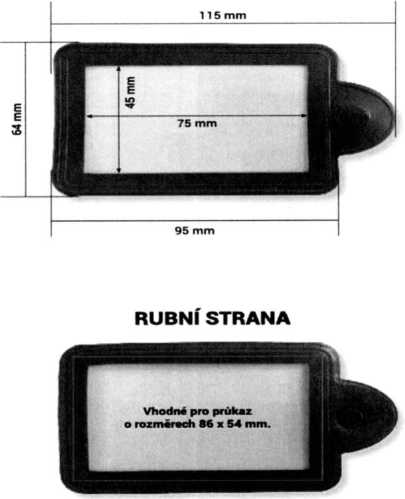 115 mm
64 mm
45 mm
75 mm
95 mm
RUBNÍ STRANA
Vhodné pro průkaz
o rozměrech 86 x 54 mm.